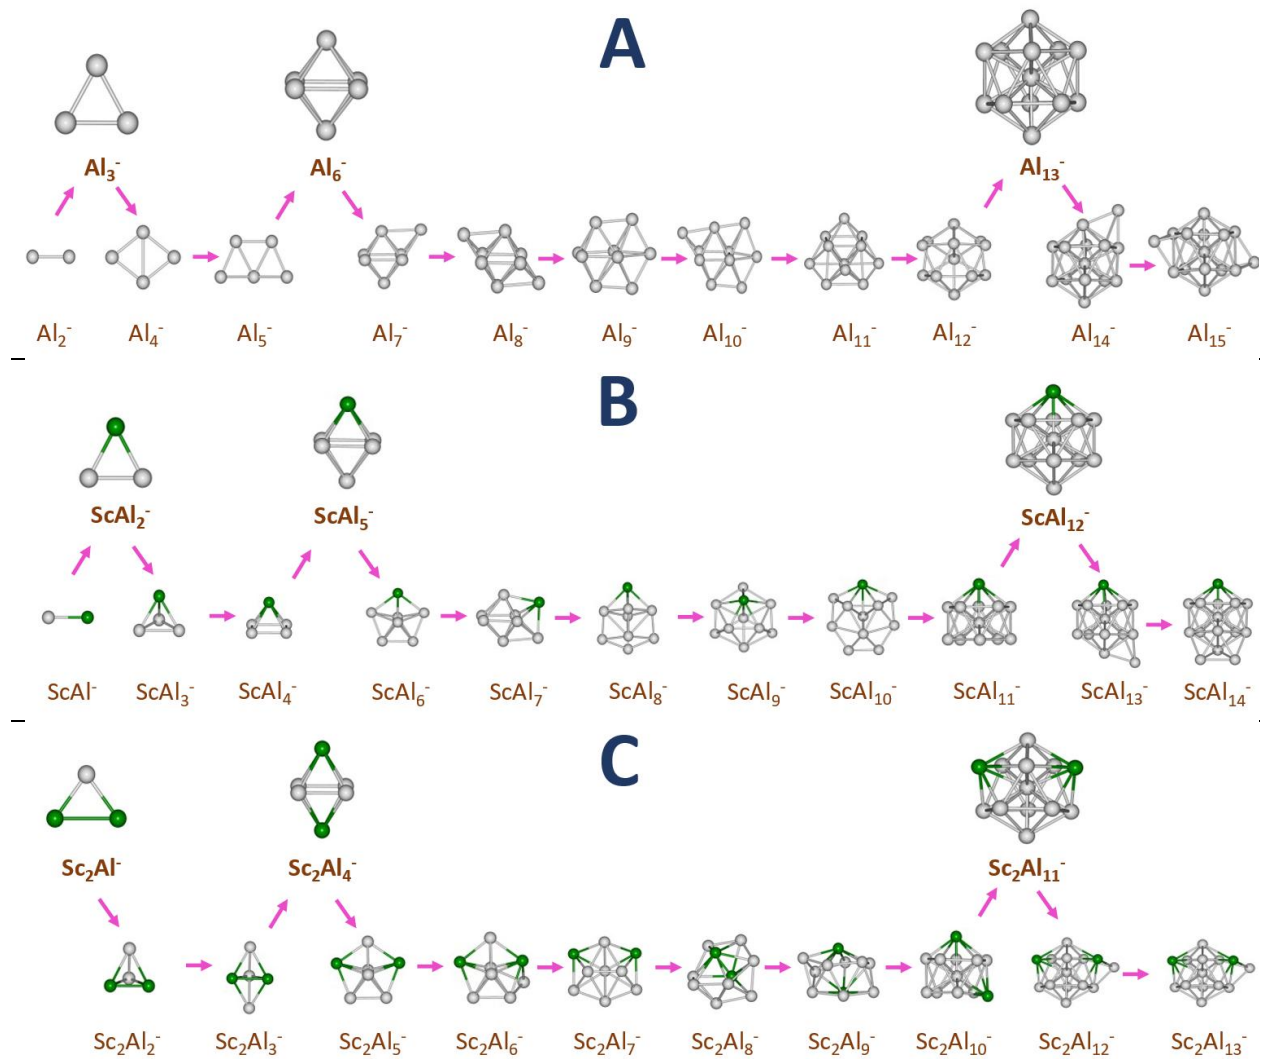 A
Al₃⁻ Al₆⁻ Al₁₃⁻
Al₂⁻ Al₄⁻ Al₅⁻ Al₇⁻ Al₈⁻ Al₉⁻ Al₁₀⁻ Al₁₁⁻ Al₁₂⁻ Al₁₄⁻ Al₁₅⁻
B
ScAl₂⁻ ScAl₅⁻ ScAl₁₂⁻
ScAl⁻ ScAl₃⁻ ScAl₄⁻ ScAl₆⁻ ScAl₇⁻ ScAl₈⁻ ScAl₉⁻ ScAl₁₀⁻ ScAl₁₁⁻ ScAl₁₃⁻ ScAl₁₄⁻
C
Sc₂Al⁻ Sc₂Al₄⁻ Sc₂Al₁₁⁻
Sc₂Al₂⁻ Sc₂Al₃⁻ Sc₂Al₅⁻ Sc₂Al₆⁻ Sc₂Al₇⁻ Sc₂Al₈⁻ Sc₂Al₉⁻ Sc₂Al₁₀⁻ Sc₂Al₁₂⁻ Sc₂Al₁₃⁻